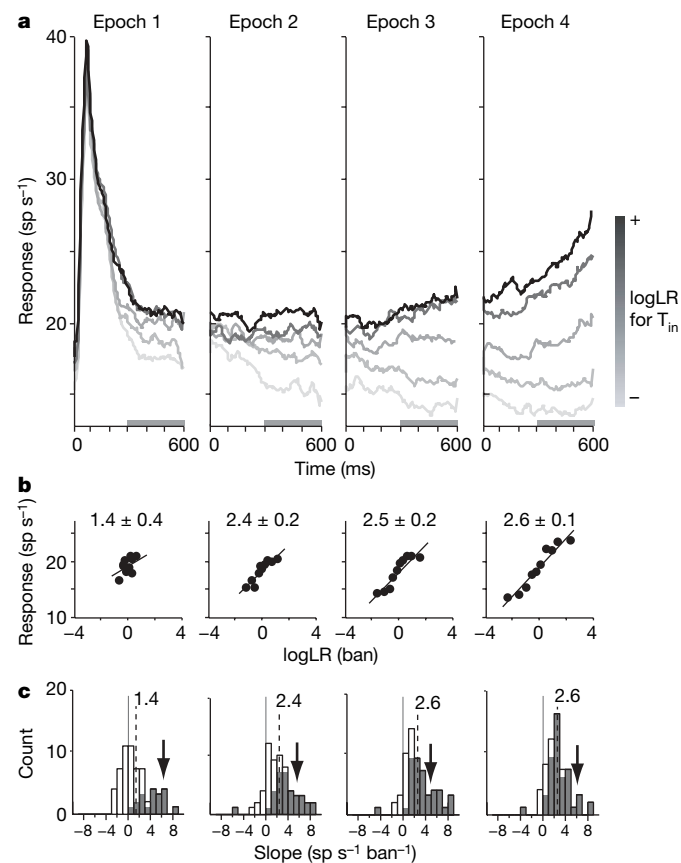 a
Epoch 1 Epoch 2 Epoch 3 Epoch 4
40
30
20
Response (sp s⁻¹)
0 600 0 600 0 600 0 600
Time (ms)
+
logLR
for T_in
−
b
1.4 ± 0.4 2.4 ± 0.2 2.5 ± 0.2 2.6 ± 0.1
20
10
Response (sp s⁻¹)
−4 0 4 −4 0 4 −4 0 4 −4 0 4
logLR (ban)
c
1.4 2.4 2.6 2.6
20
10
0
Count
−8 −4 0 4 8 −8 −4 0 4 8 −8 −4 0 4 8 −8 −4 0 4 8
Slope (sp s⁻¹ ban⁻¹)